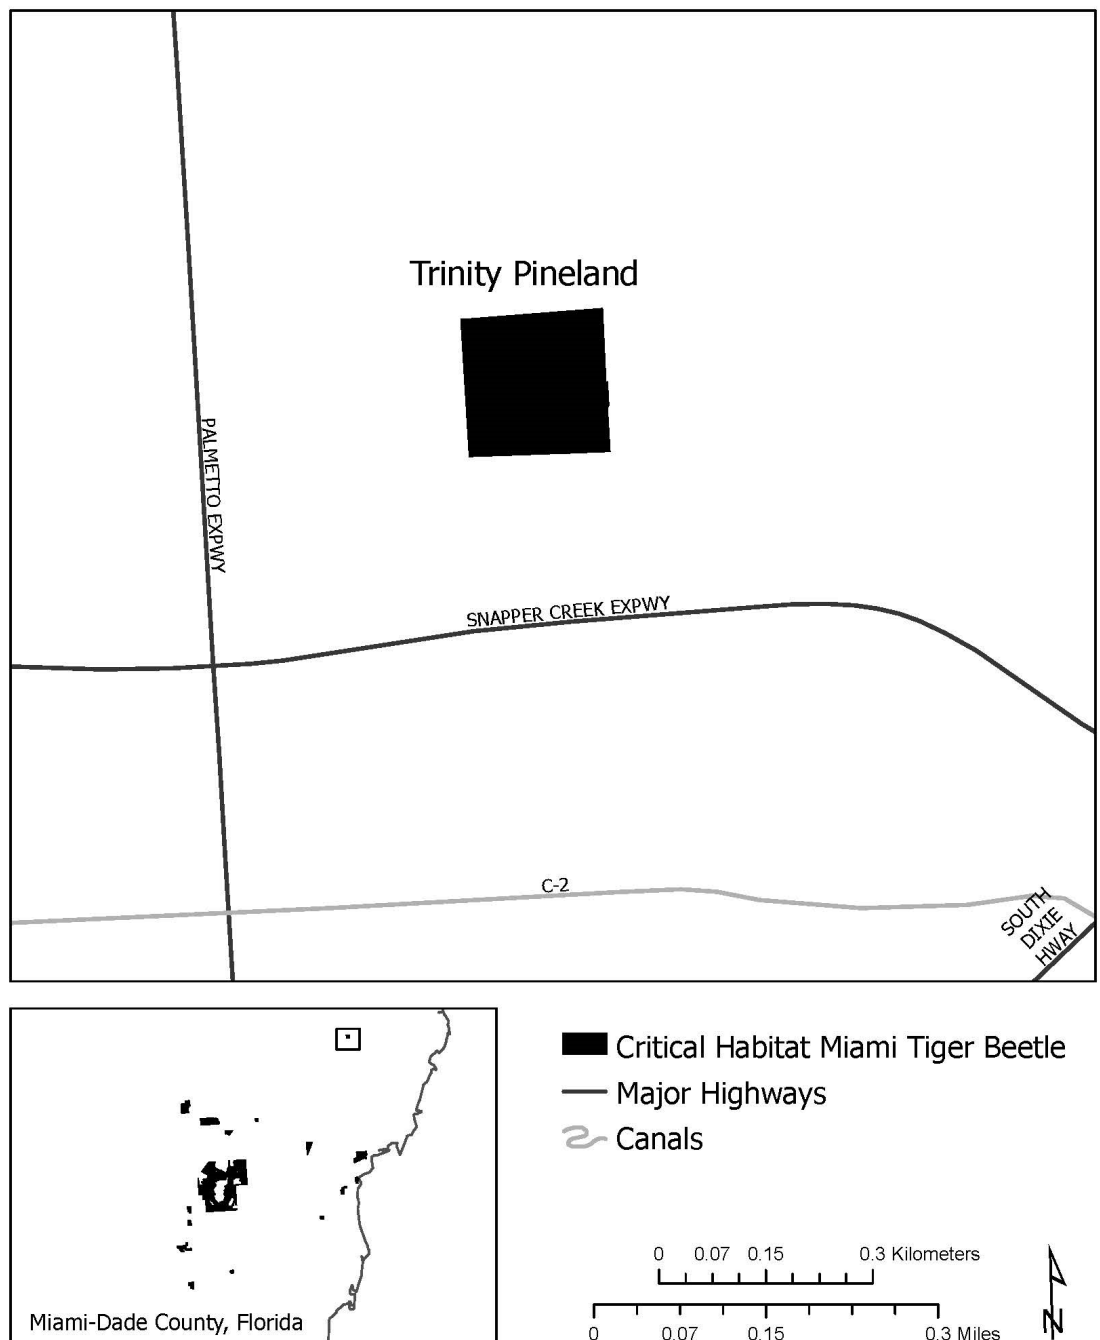 Trinity Pineland
PALMETTO EXPWY
SNAPPER CREEK EXPWY
C-2
SOUTH
DIXIE
HWAY
Critical Habitat Miami Tiger Beetle
Major Highways
Canals
0 0.07 0.15 0.3 Kilometers
0 0.07 0.15 0.3 Miles
N
Miami-Dade County, Florida